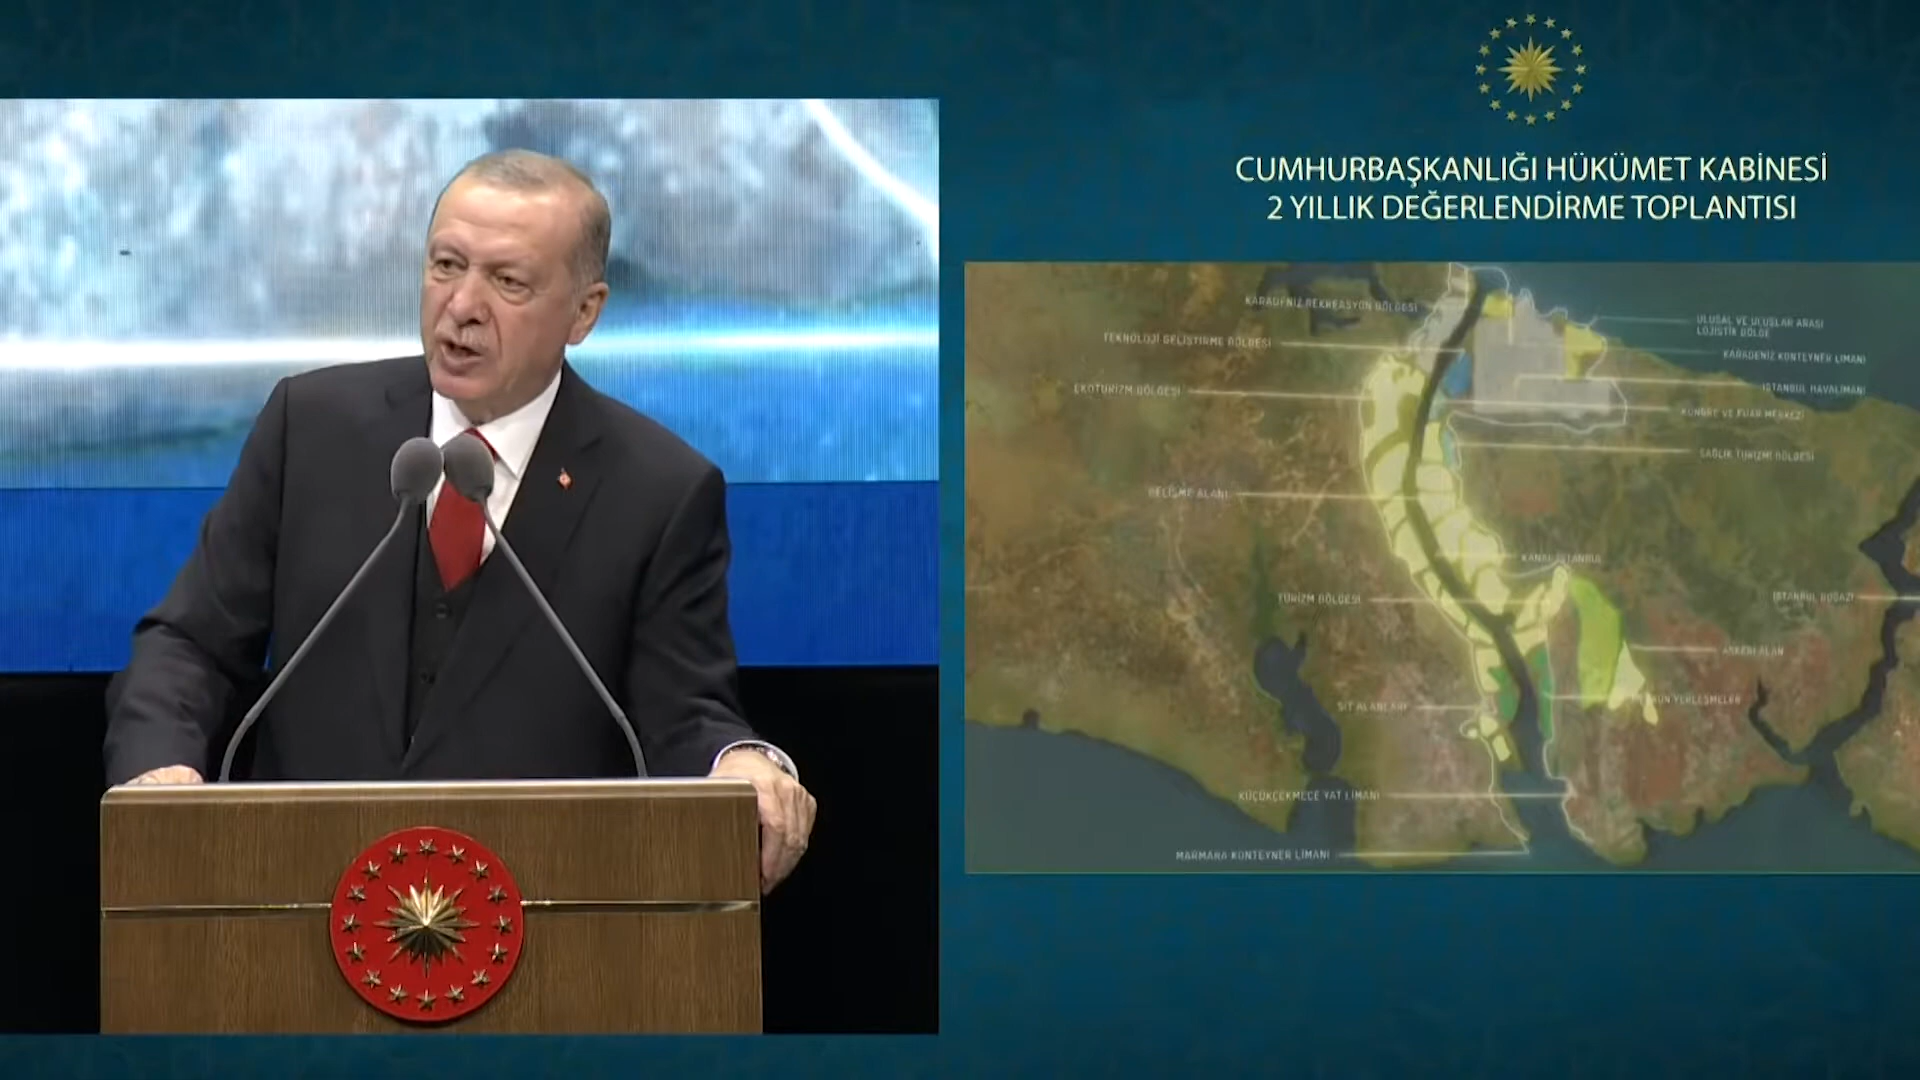 CUMHURBAŞKANLIĞI HÜKÜMET KABİNESİ
2 YILLIK DEĞERLENDİRME TOPLANTISI
KARADENİZ REKREASYON BÖLGESİ
ULUSAL VE ULUSLAR ARASI
LOJİSTİK BÖLGE
TEKNOLOJİ GELİŞTİRME BÖLGESİ
KARADENİZ KONTEYNER LİMANI
EKOTURİZM BÖLGESİ
İSTANBUL HAVALİMANI
KONGRE VE FUAR MERKEZİ
SAĞLIK TURİZMİ BÖLGESİ
GELİŞME ALANI
KANAL İSTANBUL
TURİZM BÖLGESİ
İSTANBUL BOĞAZI
ASKERİ ALAN
YERLEŞMELER
SİT ALANLARI
KÜÇÜKÇEKMECE YAT LİMANI
MARMARA KONTEYNER LİMANI